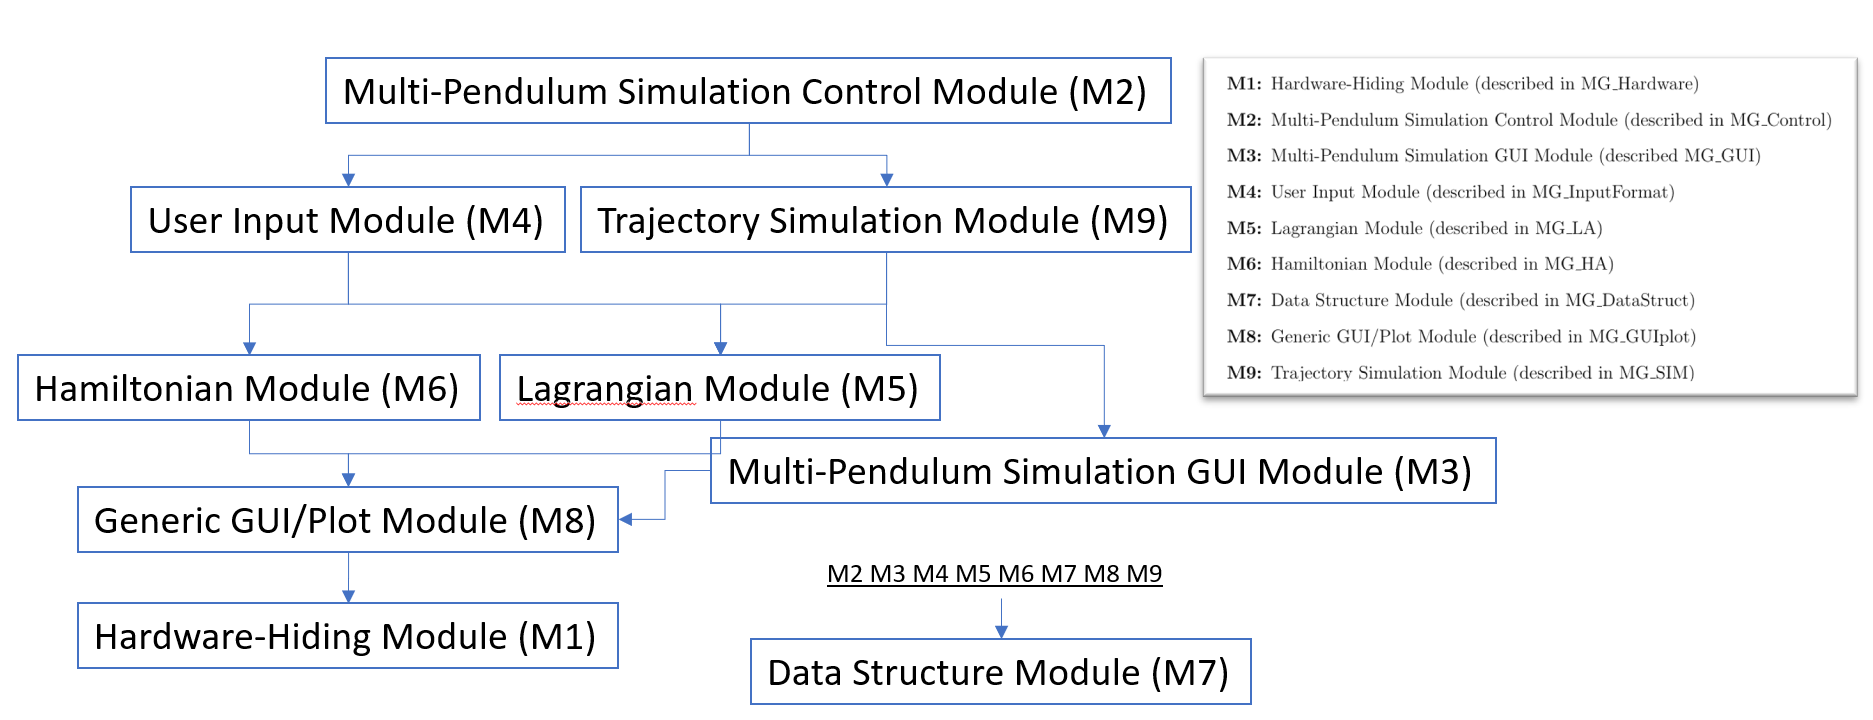 Multi-Pendulum Simulation Control Module (M2)
User Input Module (M4)
Trajectory Simulation Module (M9)
Hamiltonian Module (M6)
Lagrangian Module (M5)
Multi-Pendulum Simulation GUI Module (M3)
Generic GUI/Plot Module (M8)
M2 M3 M4 M5 M6 M7 M8 M9
Hardware-Hiding Module (M1)
Data Structure Module (M7)
M1: Hardware-Hiding Module (described in MG_Hardware)
M2: Multi-Pendulum Simulation Control Module (described in MG_Control)
M3: Multi-Pendulum Simulation GUI Module (described MG_GUI)
M4: User Input Module (described in MG_InputFormat)
M5: Lagrangian Module (described in MG_LA)
M6: Hamiltonian Module (described in MG_HA)
M7: Data Structure Module (described in MG_DataStruct)
M8: Generic GUI/Plot Module (described in MG_GUIplot)
M9: Trajectory Simulation Module (described in MG_SIM)